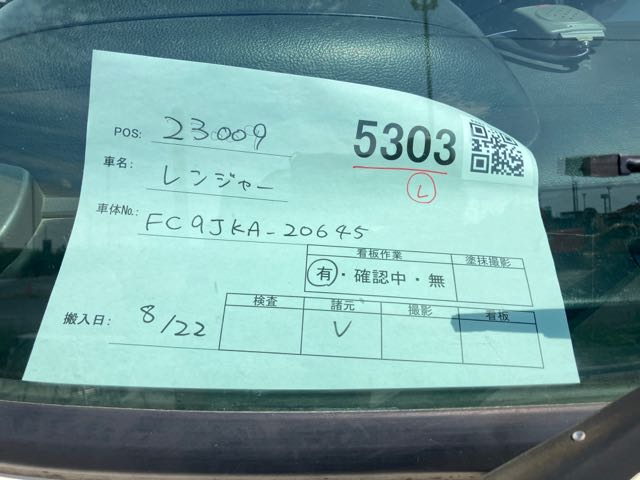 POS: 23009
5303
L
車名: レンジャー
車体No.: FC9JKA-20645
看板作業 塗抹撮影
有・確認中・無
搬入日: 8/22
検査 諸元 撮影 看板
V